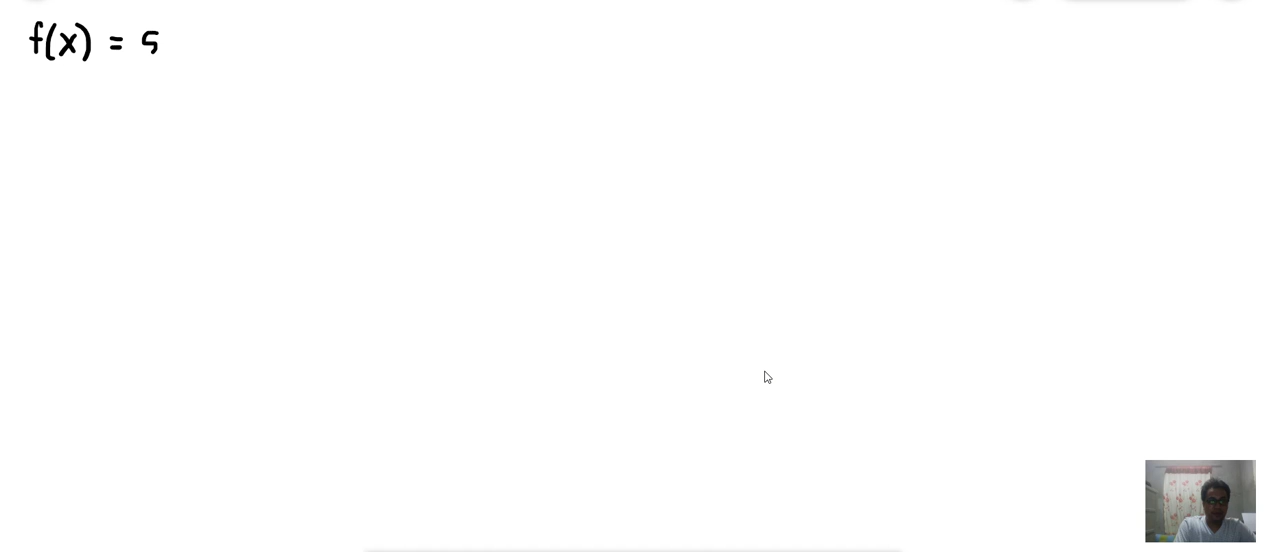 f(x) = 5